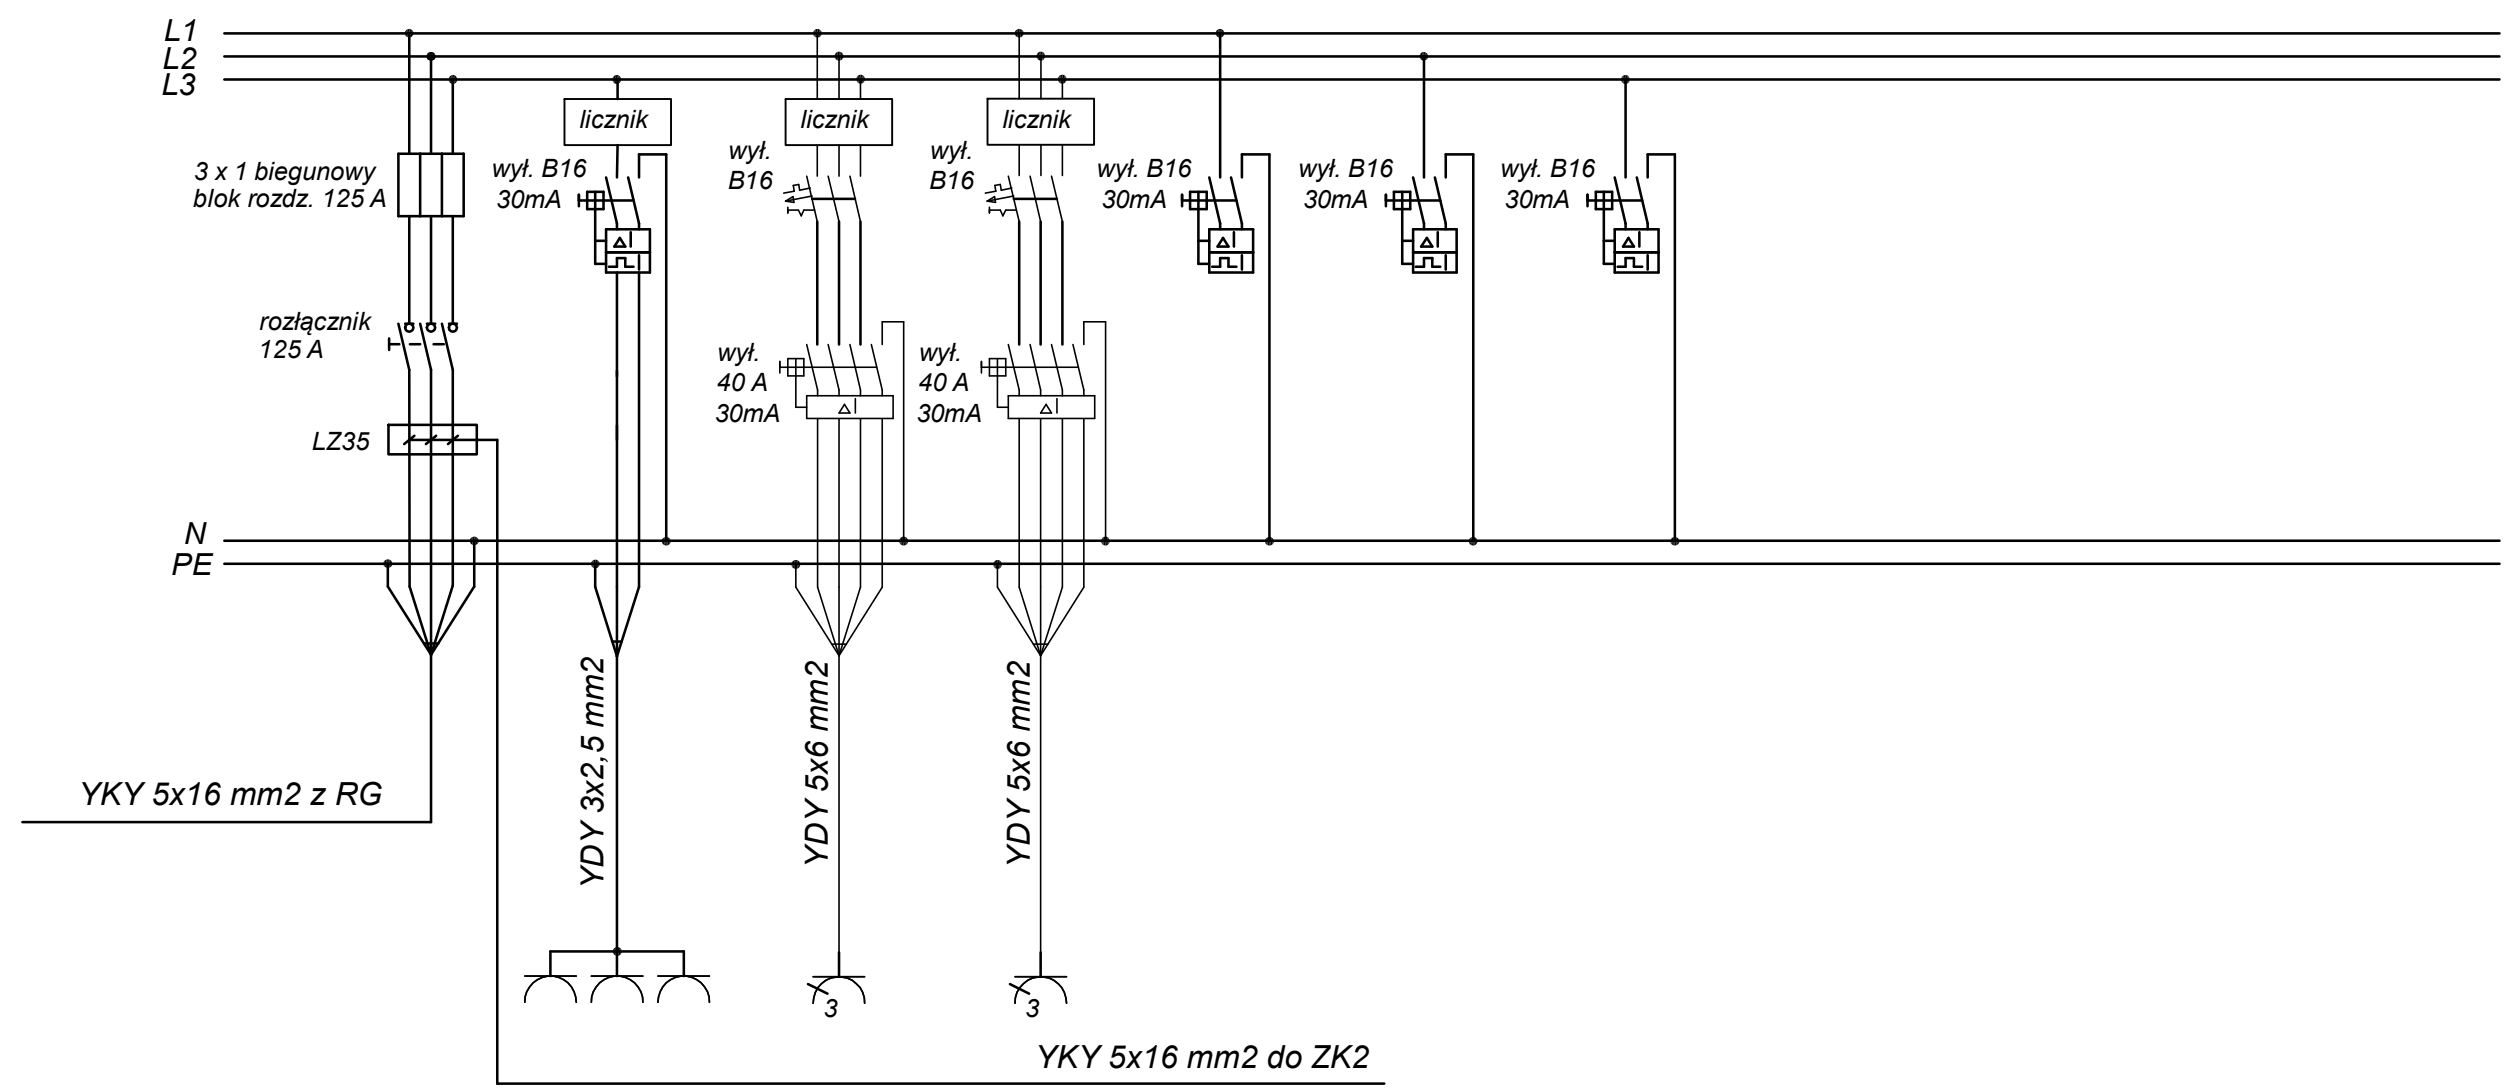 L1
L2
L3
licznik
licznik
licznik
3 x 1 biegunowy
blok rozdz. 125 A
wył. B16
30mA
wył.
B16
wył.
B16
wył. B16
30mA
wył. B16
30mA
wył. B16
30mA
rozłącznik
125 A
wył.
40 A
30mA
wył.
40 A
30mA
LZ35
N
PE
YDY 3x2,5 mm2
YDY 5x6 mm2
YDY 5x6 mm2
YKY 5x16 mm2 z RG
3
3
YKY 5x16 mm2 do ZK2